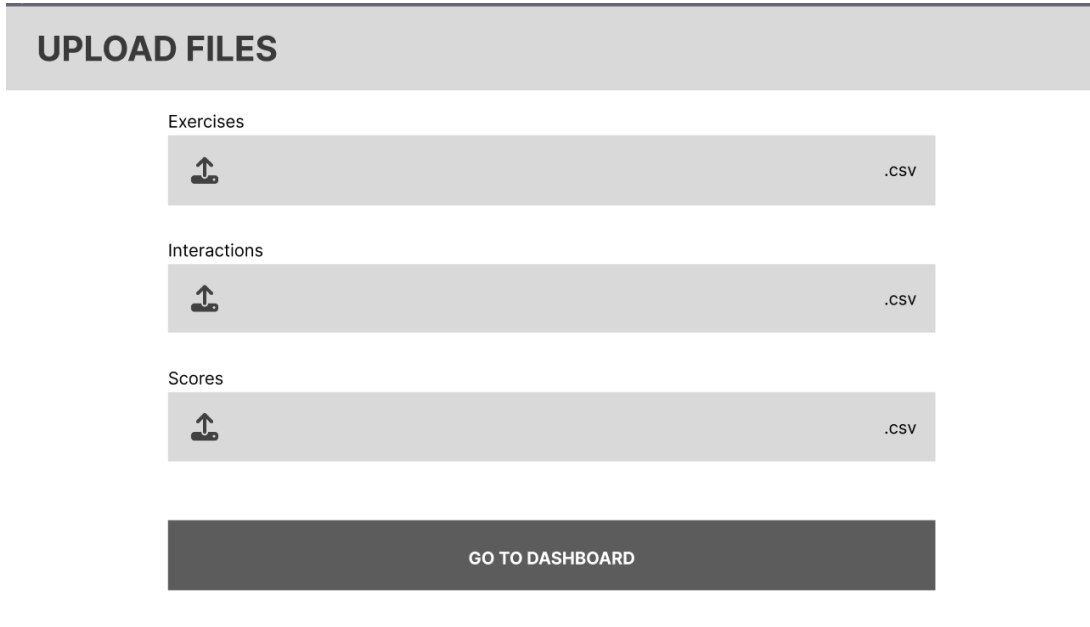 UPLOAD FILES
Exercises
.csv
Interactions
.csv
Scores
.csv
GO TO DASHBOARD